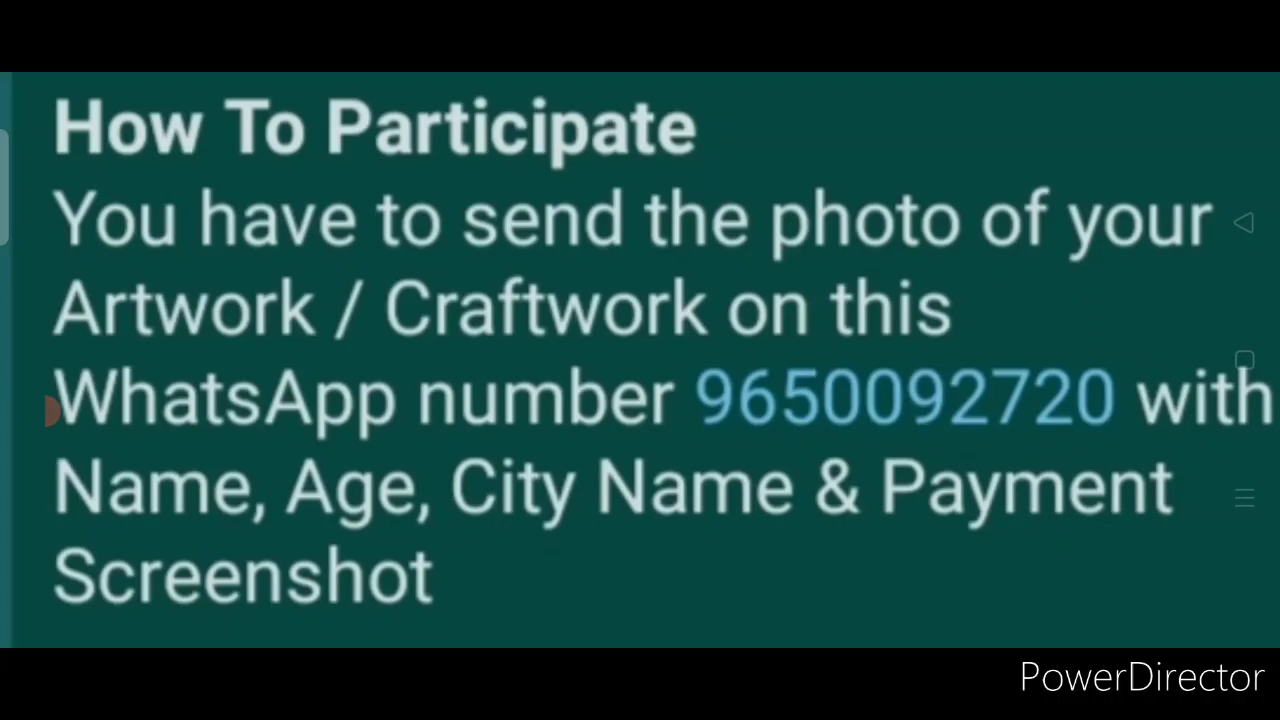 How To Participate
You have to send the photo of your
Artwork / Craftwork on this
WhatsApp number 9650092720 with
Name, Age, City Name & Payment
Screenshot
PowerDirector